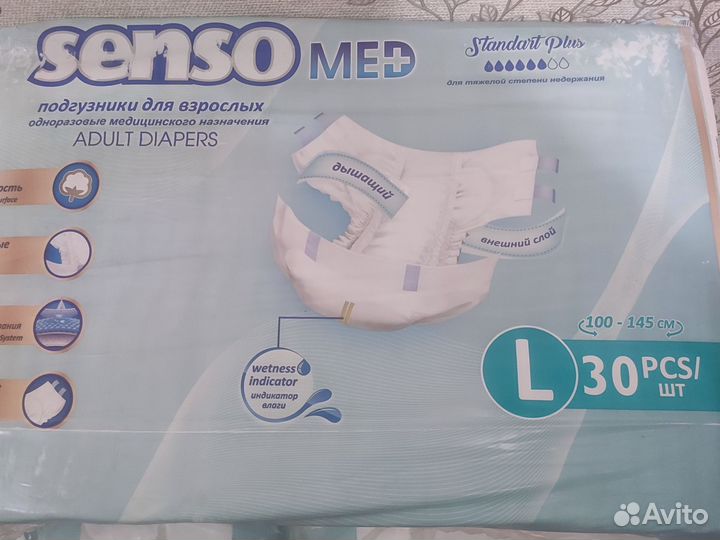 senso MED
Standart Plus
для тяжелой степени недержания
подгузники для взрослых
одноразовые медицинского назначения
ADULT DIAPERS
дышащий
внешний слой
100 - 145 см
L 30 PCS/
ШТ
wetness
indicator
индикатор
влаги
System
Avito